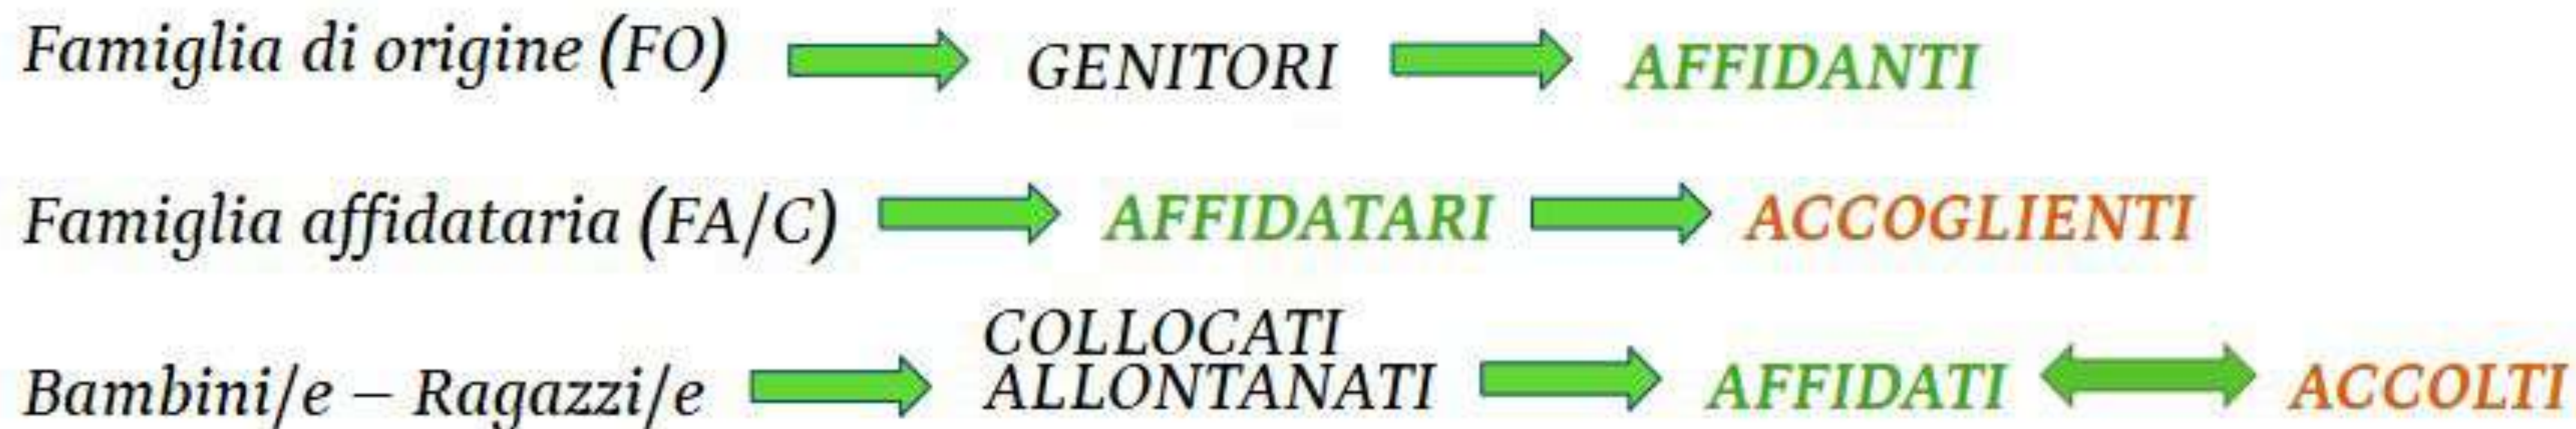 Famiglia di origine (FO) GENITORI AFFIDANTI
Famiglia affidataria (FA/C) AFFIDATARI ACCOGLIENTI
COLLOCATI
Bambini/e – Ragazzi/e ALLONTANATI AFFIDATI ACCOLTI